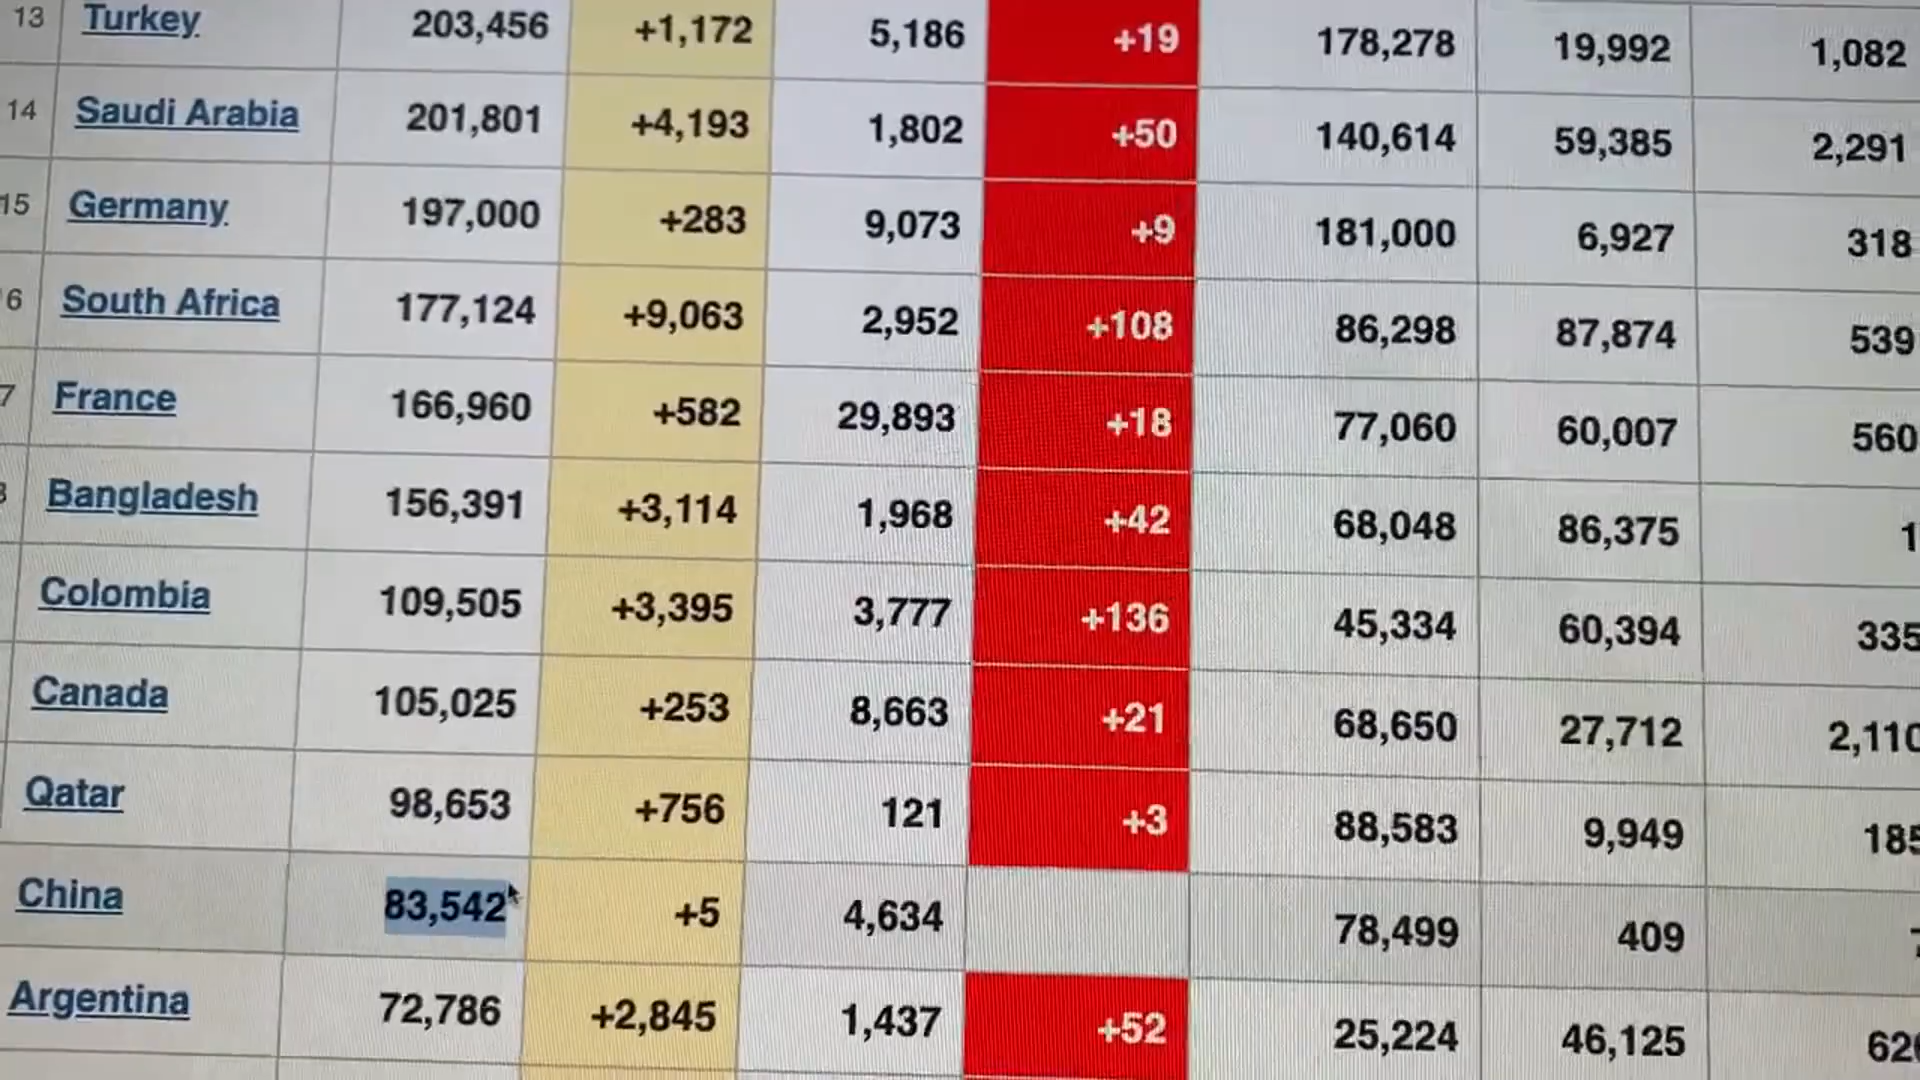 13 Turkey 203,456 +1,172 5,186 +19 178,278 19,992 1,082
14 Saudi Arabia 201,801 +4,193 1,802 +50 140,614 59,385 2,291
15 Germany 197,000 +283 9,073 +9 181,000 6,927 318
6 South Africa 177,124 +9,063 2,952 +108 86,298 87,874 539
7 France 166,960 +582 29,893 +18 77,060 60,007 560
Bangladesh 156,391 +3,114 1,968 +42 68,048 86,375 1
Colombia 109,505 +3,395 3,777 +136 45,334 60,394 335
Canada 105,025 +253 8,663 +21 68,650 27,712 2,110
Qatar 98,653 +756 121 +3 88,583 9,949 185
China 83,542 +5 4,634 78,499 409
Argentina 72,786 +2,845 1,437 +52 25,224 46,125 62